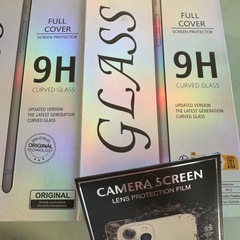 FULL
COVER
SCREEN PROTECTOR
9H
CURVED GLASS
UPDATED VERSION
THE LATEST GENERATION
CURVED GLASS
ORIGINAL
TECHNOLOGY
ORIGINAL
GLASS
FULL
COVER
SCREEN PROTECTOR
9H
CURVED GLASS
UPDATED VERSION
THE LATEST GENERATION
CURVED GLASS
CAMERA SCREEN
LENS PROTECTION FILM